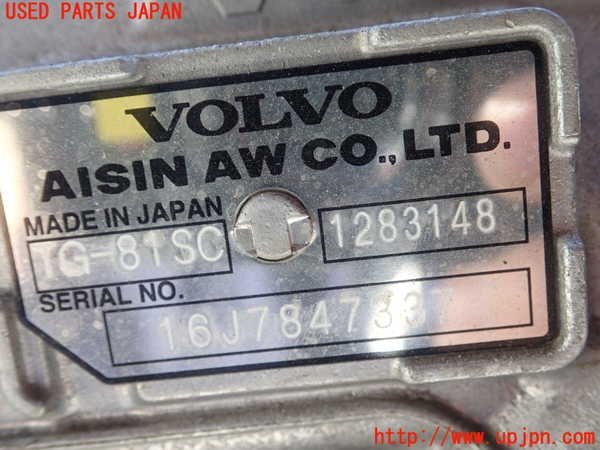 USED PARTS JAPAN
VOLVO
AISIN AW CO., LTD.
MADE IN JAPAN
TG-81SC
1283148
SERIAL NO.
16J7847337
http://www.upjpn.com